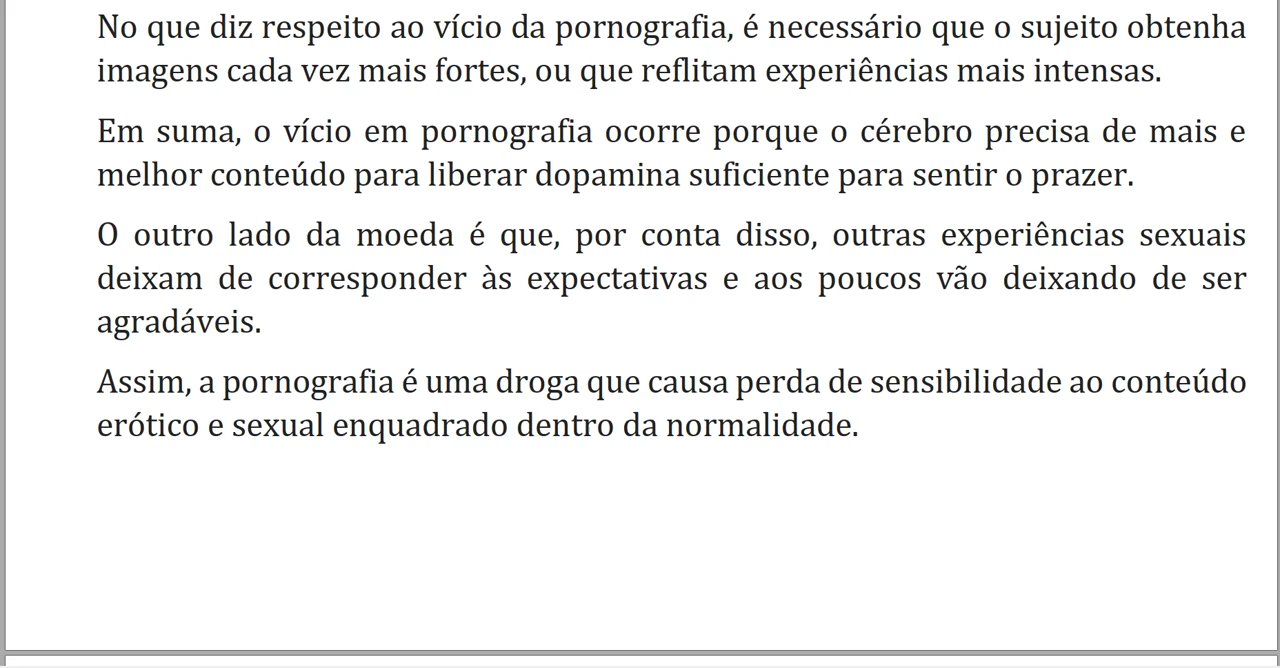 No que diz respeito ao vício da pornografia, é necessário que o sujeito obtenha
imagens cada vez mais fortes, ou que reflitam experiências mais intensas.
Em suma, o vício em pornografia ocorre porque o cérebro precisa de mais e
melhor conteúdo para liberar dopamina suficiente para sentir o prazer.
O outro lado da moeda é que, por conta disso, outras experiências sexuais
deixam de corresponder às expectativas e aos poucos vão deixando de ser
agradáveis.
Assim, a pornografia é uma droga que causa perda de sensibilidade ao conteúdo
erótico e sexual enquadrado dentro da normalidade.